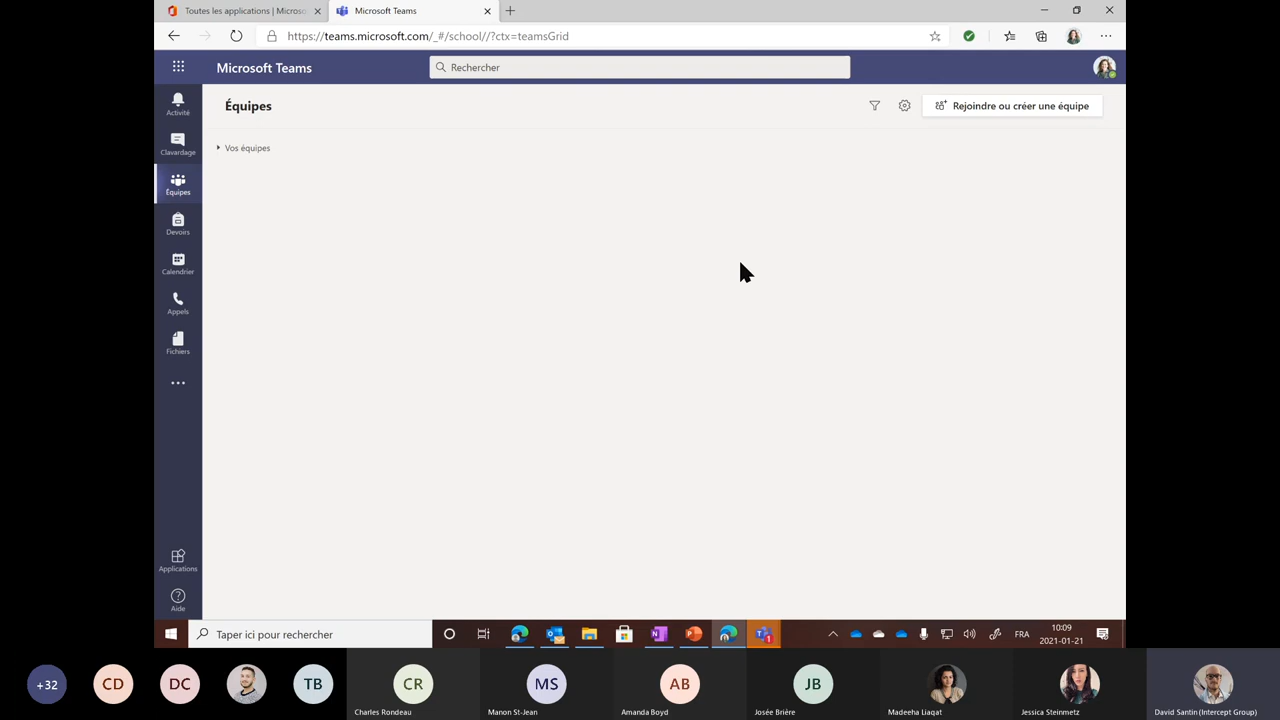 Toutes les applications | Microso
Microsoft Teams
https://teams.microsoft.com/_#/school//?ctx=teamsGrid
Microsoft Teams
Rechercher
Activité
Clavardage
Équipes
Devoirs
Calendrier
Appels
Fichiers
Applications
Aide
Équipes
Rejoindre ou créer une équipe
Vos équipes
Taper ici pour rechercher
FRA
10:09
2021-01-21
+32
CD
DC
TB
CR
Charles Rondeau
MS
Manon St-Jean
AB
Amanda Boyd
JB
Josée Brière
Madeeha Liaqat
Jessica Steinmetz
David Santin (Intercept Group)